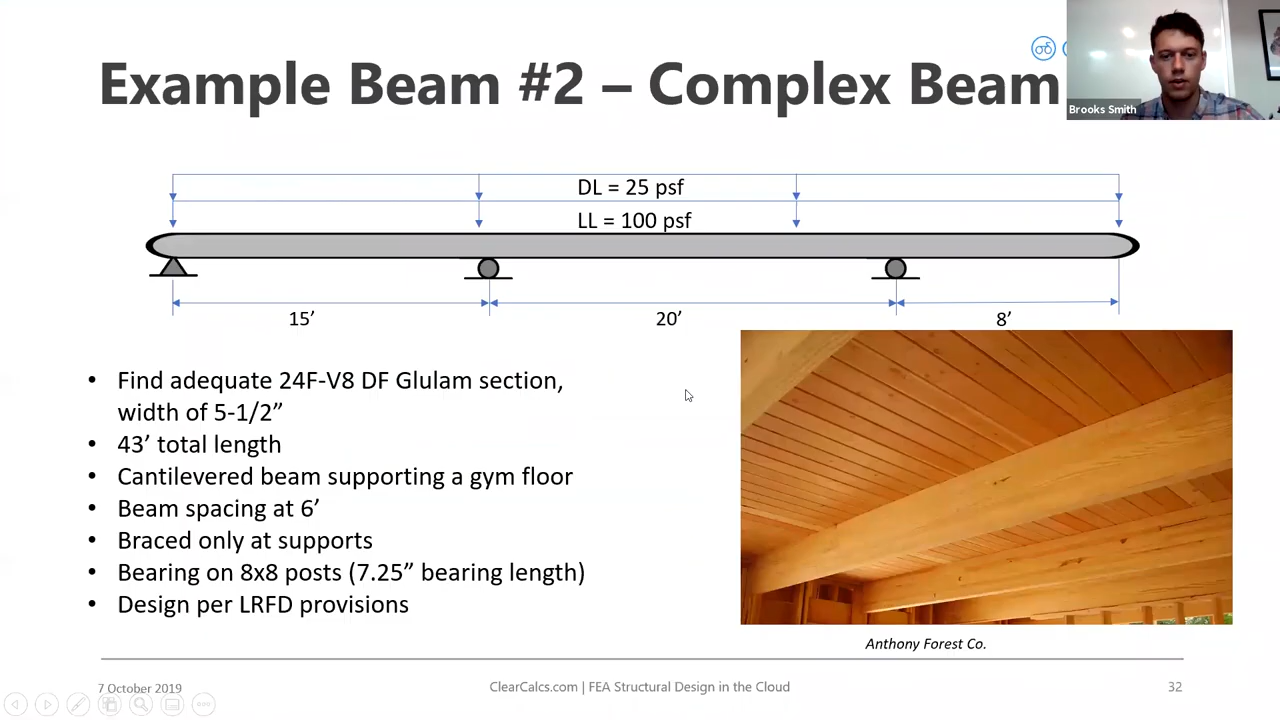 Example Beam #2 – Complex Beam
Brooks Smith
DL = 25 psf
LL = 100 psf
15’
20’
8’
• Find adequate 24F-V8 DF Glulam section,
width of 5-1/2”
• 43’ total length
• Cantilevered beam supporting a gym floor
• Beam spacing at 6’
• Braced only at supports
• Bearing on 8x8 posts (7.25” bearing length)
• Design per LRFD provisions
Anthony Forest Co.
7 October 2019
ClearCalcs.com | FEA Structural Design in the Cloud
32